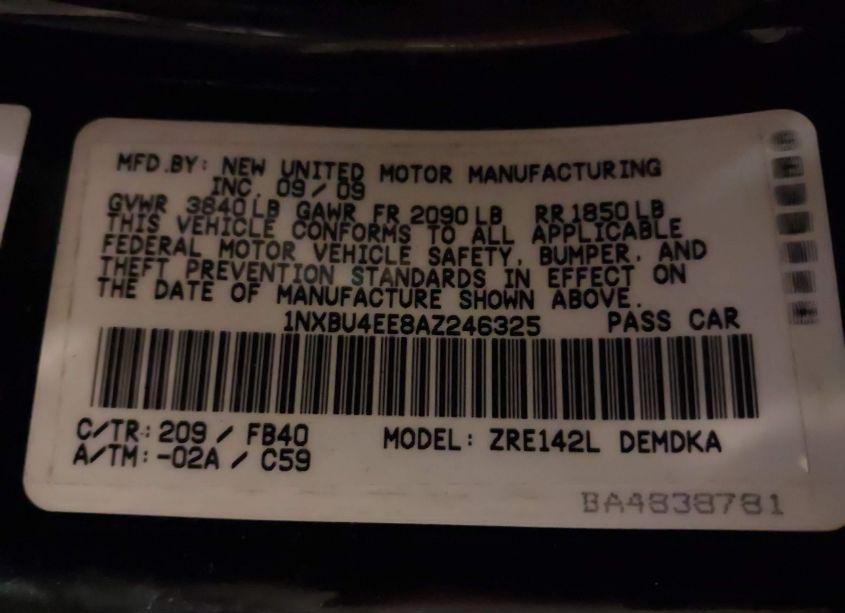 MFD.BY: NEW UNITED MOTOR MANUFACTURING
INC. 09/09
GVWR 3840LB GAWR FR 2090LB RR1850LB
THIS VEHICLE CONFORMS TO ALL APPLICABLE
FEDERAL MOTOR VEHICLE SAFETY, BUMPER, AND
THEFT PREVENTION STANDARDS IN EFFECT ON
THE DATE OF MANUFACTURE SHOWN ABOVE.
1NXBU4EE8AZ246325 PASS CAR
C/TR: 209 / FB40 MODEL: ZRE142L DEMDKA
A/TM: -02A / C59
BA4838781